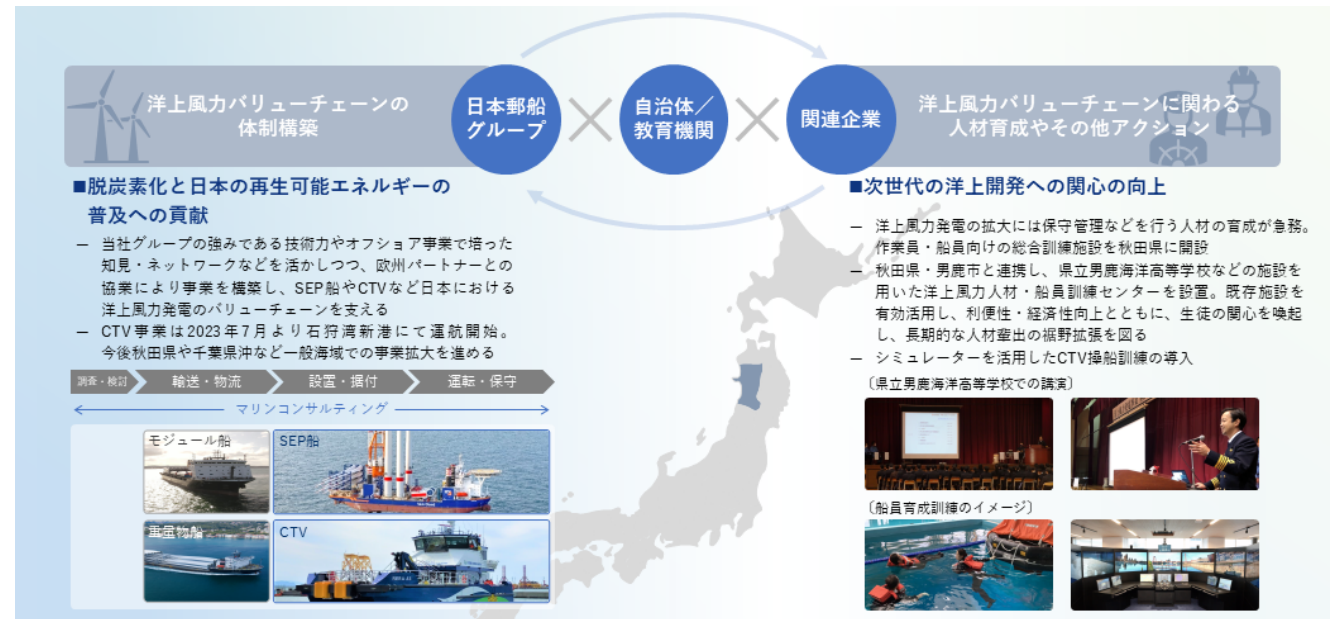 洋上風力バリューチェーンの
体制構築
日本郵船
グループ
自治体／
教育機関
関連企業
洋上風力バリューチェーンに関わる
人材育成やその他アクション
■脱炭素化と日本の再生可能エネルギーの
普及への貢献
― 当社グループの強みである技術力やオフショア事業で培った
知見・ネットワークなどを活かしつつ、欧州パートナーとの
協業により事業を構築し、SEP船やCTVなど日本における
洋上風力発電のバリューチェーンを支える
― CTV事業は2023年7月より石狩湾新港にて運航開始。
今後秋田県や千葉県沖など一般海域での事業拡大を進める
調査・検討
輸送・物流
設置・据付
運転・保守
マリンコンサルティング
モジュール船
SEP船
重量物船
CTV
■次世代の洋上開発への関心の向上
― 洋上風力発電の拡大には保守管理などを行う人材の育成が急務。
作業員・船員向けの総合訓練施設を秋田県に開設
― 秋田県・男鹿市と連携し、県立男鹿海洋高等学校などの施設を
用いた洋上風力人材・船員訓練センターを設置。既存施設を
有効活用し、利便性・経済性向上とともに、生徒の関心を喚起
し、長期的な人材輩出の裾野拡張を図る
― シミュレーターを活用したCTV操船訓練の導入
〔県立男鹿海洋高等学校での講演〕
〔船員育成訓練のイメージ〕